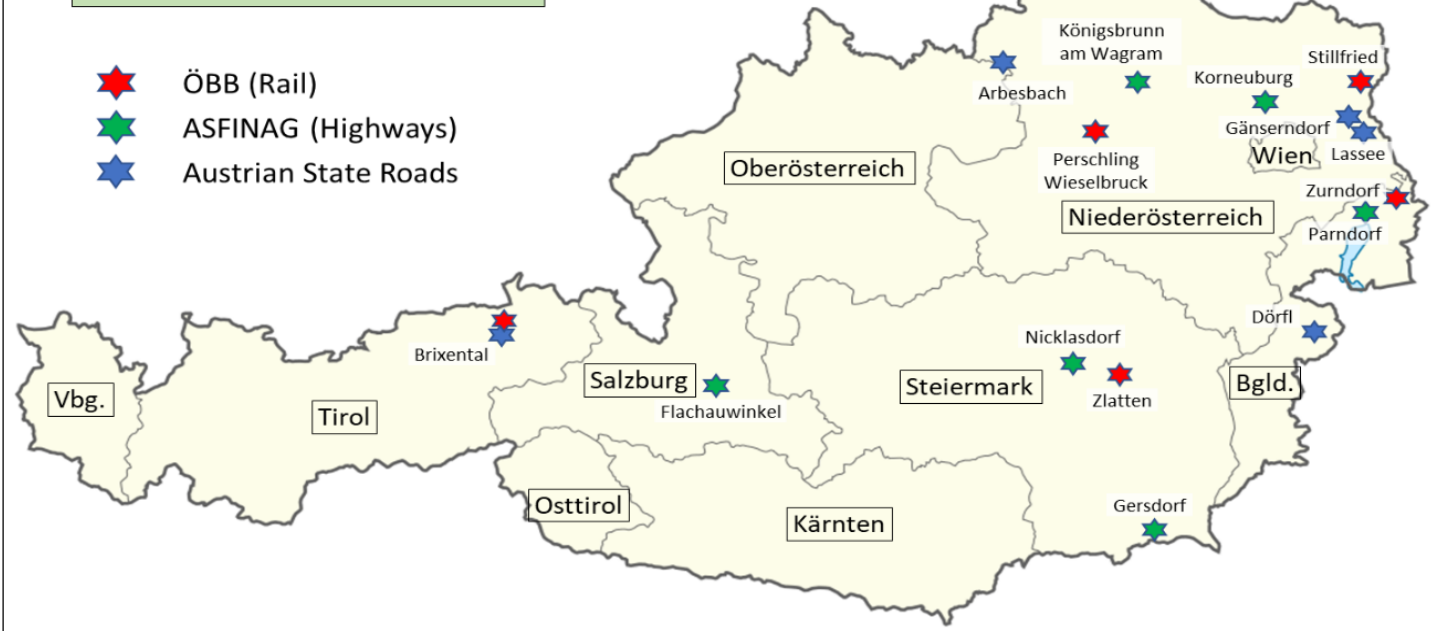 Königsbrunn
am Wagram
Stillfried
ÖBB (Rail)
Korneuburg
Arbesbach
ASFINAG (Highways)
Gänserndorf
Wien
Lassee
Perschling
Wieselbruck
Oberösterreich
Austrian State Roads
Zurndorf
Niederösterreich
Parndorf
Dörfl
Nicklasdorf
Brixental
Salzburg
Steiermark
Bgld.
Vbg.
Zlatten
Flachauwinkel
Tirol
Osttirol
Gersdorf
Kärnten